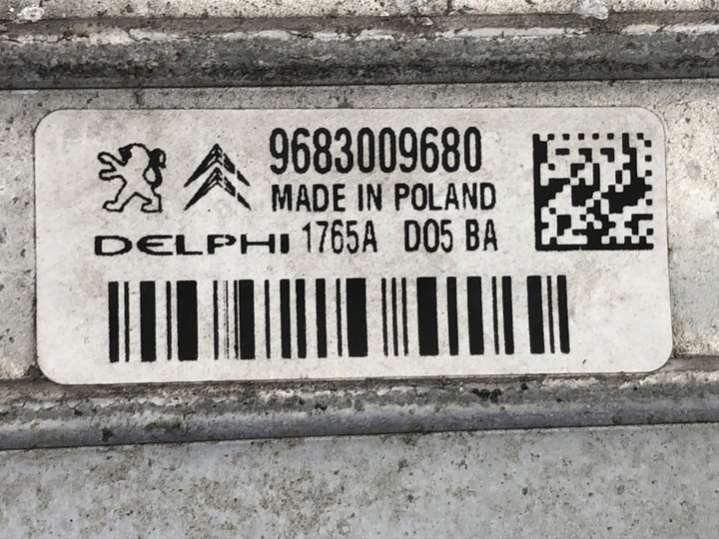 9683009680
MADE IN POLAND
DELPHI 1765A D05 BA